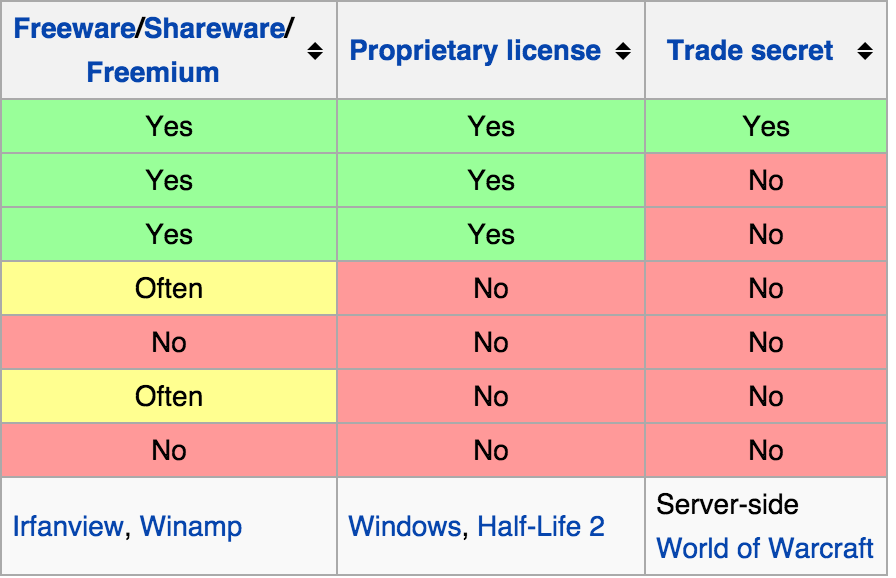 Freeware/Shareware/
Freemium
Proprietary license
Trade secret
Yes Yes Yes
Yes Yes No
Yes Yes No
Often No No
No No No
Often No No
No No No
Irfanview, Winamp
Windows, Half-Life 2
Server-side
World of Warcraft